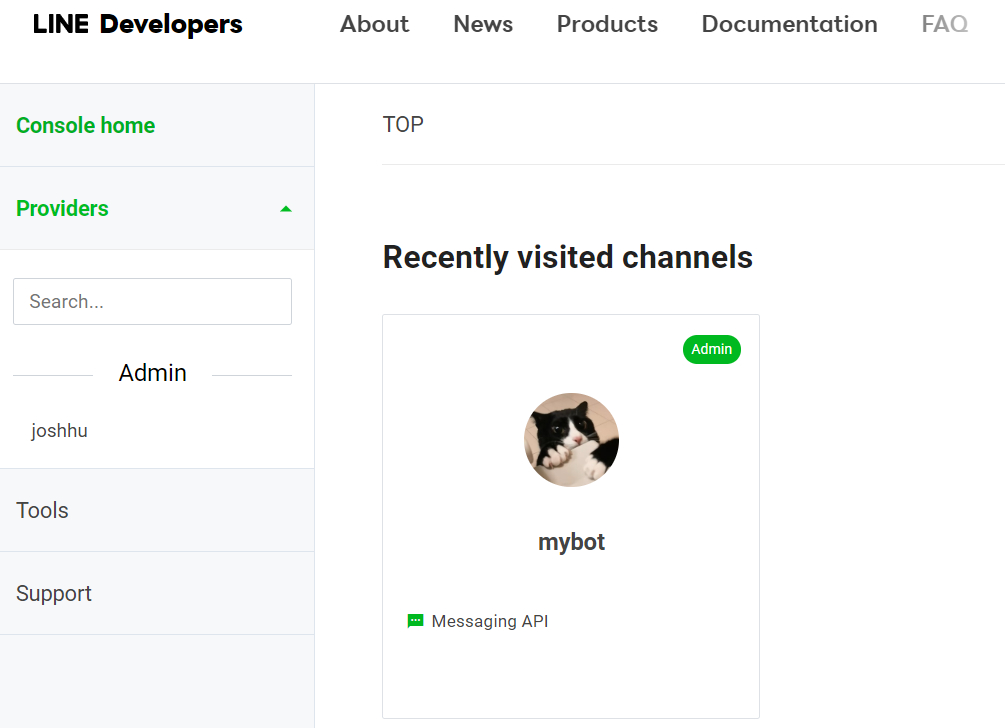 LINE Developers
About
News
Products
Documentation
FAQ
Console home
Providers
Search...
Admin
joshhu
Tools
Support
TOP
Recently visited channels
Admin
mybot
Messaging API